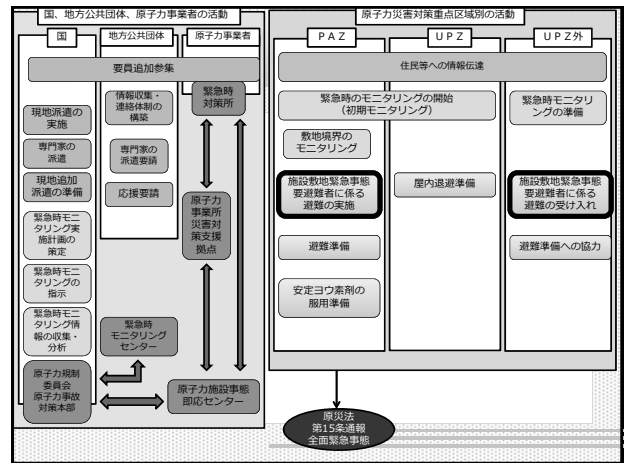 国、地方公共団体、原子力事業者の活動
国
地方公共団体
原子力事業者
要員追加参集
現地派遣の
実施
専門家の
派遣
現地追加
派遣の準備
緊急時モニ
タリング実
施計画の
策定
緊急時モニ
タリングの
指示
緊急時モニ
タリング情
報の収集・
分析
原子力規制
委員会
原子力事故
対策本部
情報収集・
連絡体制の
構築
専門家の
派遣要請
応援要請
緊急時
モニタリング
センター
緊急時
対策所
原子力
事業所
災害対
策支援
拠点
原子力施設事態
即応センター
原子力災害対策重点区域別の活動
ＰＡＺ
ＵＰＺ
ＵＰＺ外
住民等への情報伝達
緊急時のモニタリングの開始
（初期モニタリング）
緊急時モニタリ
ングの準備
敷地境界の
モニタリング
施設敷地緊急事態
要避難者に係る
避難の実施
屋内退避準備
施設敷地緊急事態
要避難者に係る
避難の受け入れ
避難準備
避難準備への協力
安定ヨウ素剤の
服用準備
原災法
第15条通報
全面緊急事態